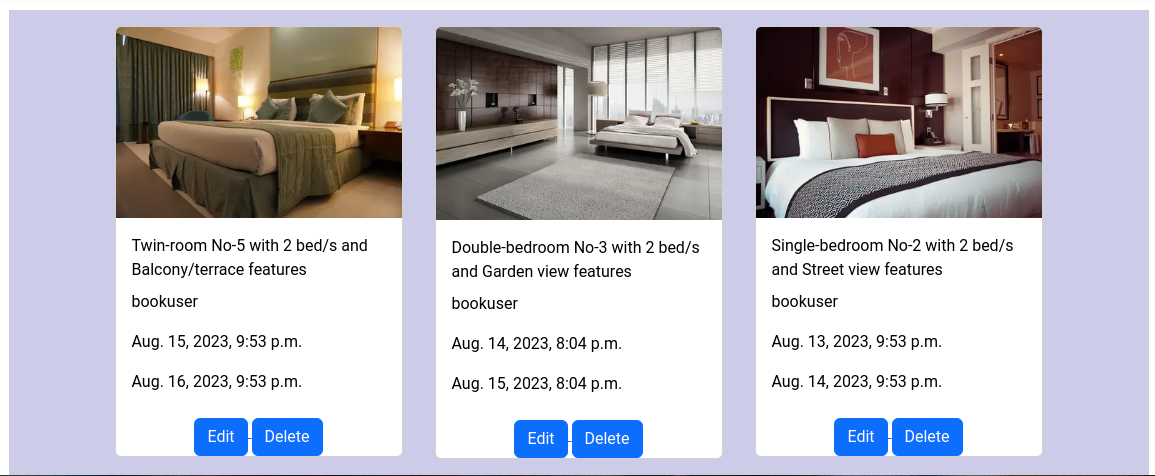 Twin-room No-5 with 2 bed/s and
Balcony/terrace features
bookuser
Aug. 15, 2023, 9:53 p.m.
Aug. 16, 2023, 9:53 p.m.
Edit Delete
Double-bedroom No-3 with 2 bed/s
and Garden view features
bookuser
Aug. 14, 2023, 8:04 p.m.
Aug. 15, 2023, 8:04 p.m.
Edit Delete
Single-bedroom No-2 with 2 bed/s
and Street view features
bookuser
Aug. 13, 2023, 9:53 p.m.
Aug. 14, 2023, 9:53 p.m.
Edit Delete